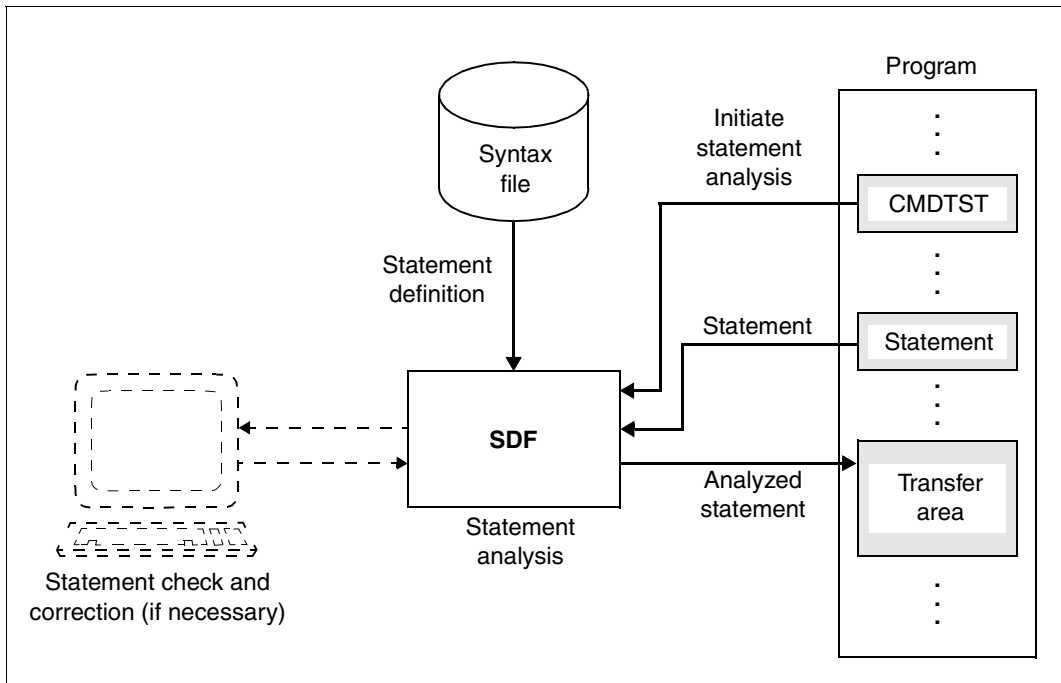 Program
Initiate
statement
analysis
Syntax
file
CMDTST
Statement
definition
Statement
Statement
SDF
Analyzed
statement
Transfer
area
Statement
analysis
Statement check and
correction (if necessary)